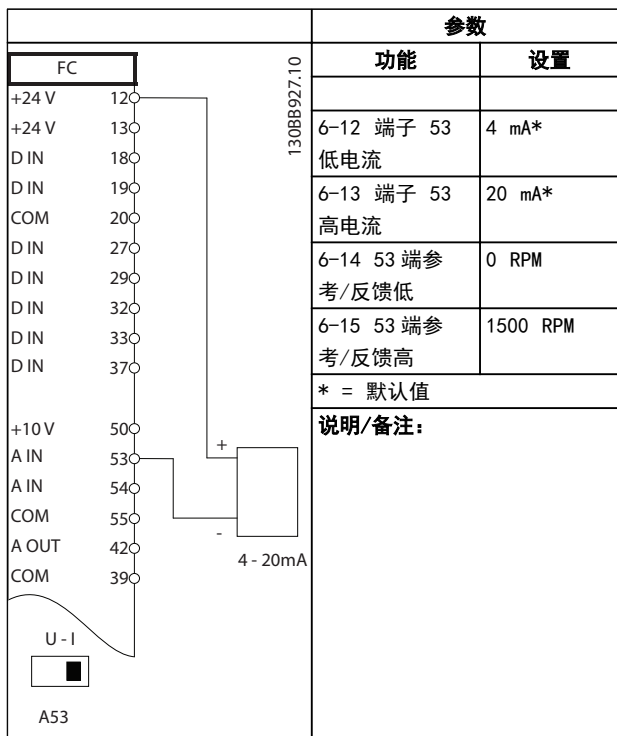 参数
功能 设置
FC
130BB927.10
+24 V 12
+24 V 13
D IN 18
D IN 19
COM 20
D IN 27
D IN 29
D IN 32
D IN 33
D IN 37
+10 V 50
A IN 53
A IN 54
COM 55
A OUT 42
COM 39
+
-
4 - 20mA
U - I
A53
6-12 端子 53 4 mA*
低电流
6-13 端子 53 20 mA*
高电流
6-14 53 端参 0 RPM
考/反馈低
6-15 53 端参 1500 RPM
考/反馈高
* = 默认值
说明/备注：